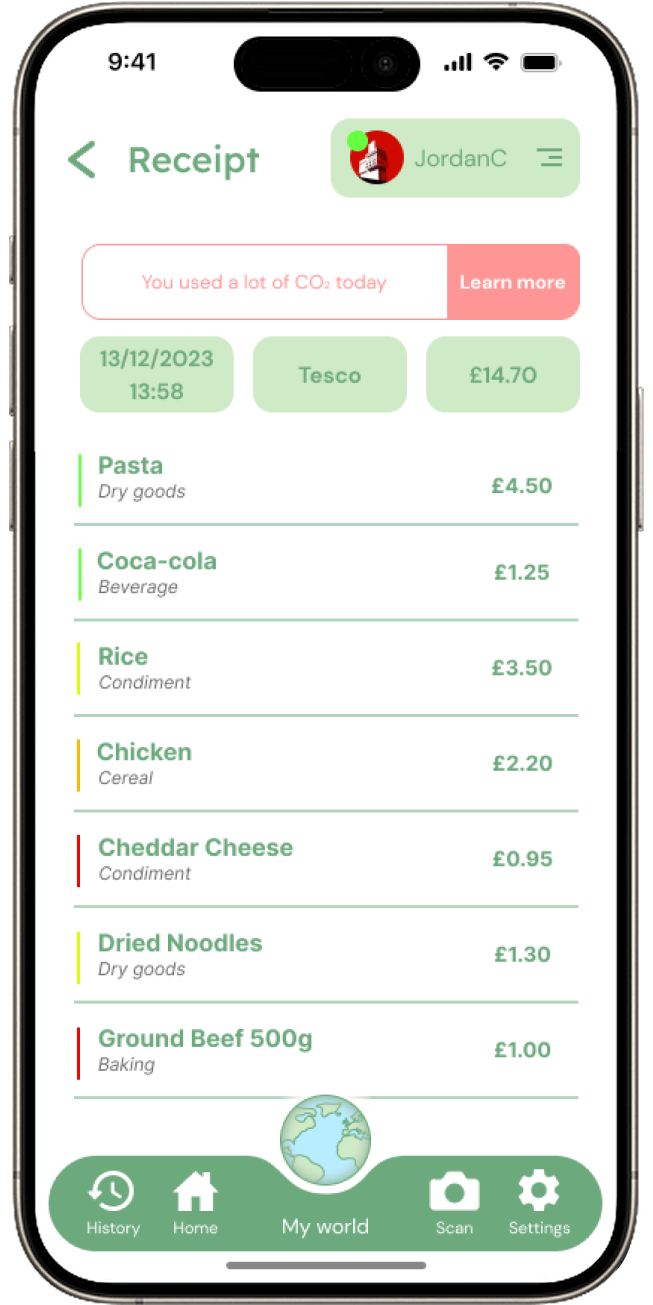 9:41
Receipt
JordanC
You used a lot of CO₂ today
Learn more
13/12/2023
13:58
Tesco
£14.70
Pasta
Dry goods
£4.50
Coca-cola
Beverage
£1.25
Rice
Condiment
£3.50
Chicken
Cereal
£2.20
Cheddar Cheese
Condiment
£0.95
Dried Noodles
Dry goods
£1.30
Ground Beef 500g
Baking
£1.00
History
Home
My world
Scan
Settings